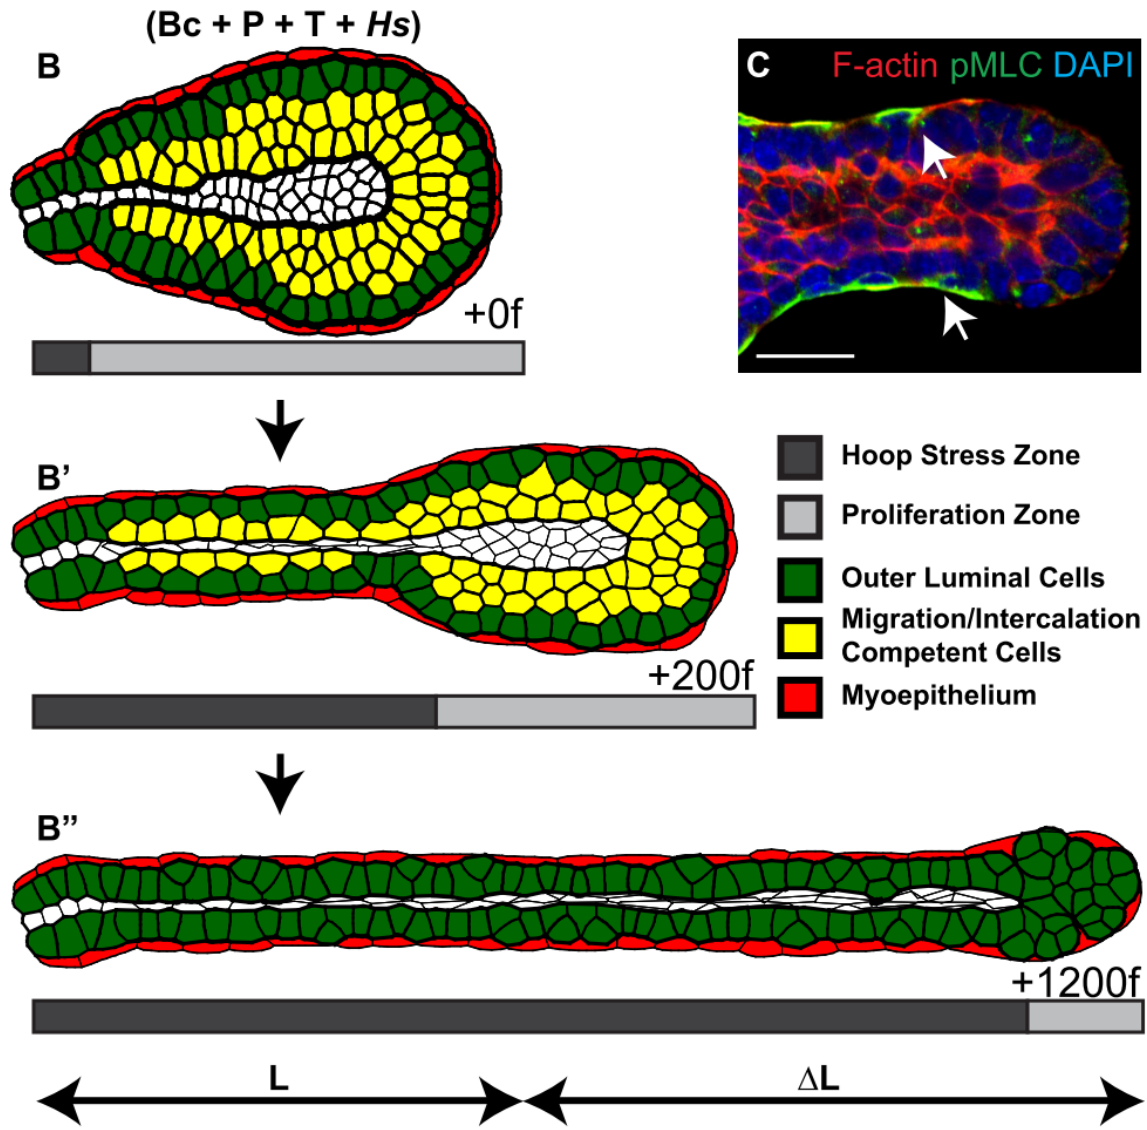 (Bc + P + T + Hs)
B
C F-actin pMLC DAPI
+0f
B’
Hoop Stress Zone
Proliferation Zone
Outer Luminal Cells
Migration/Intercalation
Competent Cells
Myoepithelium
+200f
B”
+1200f
L
ΔL